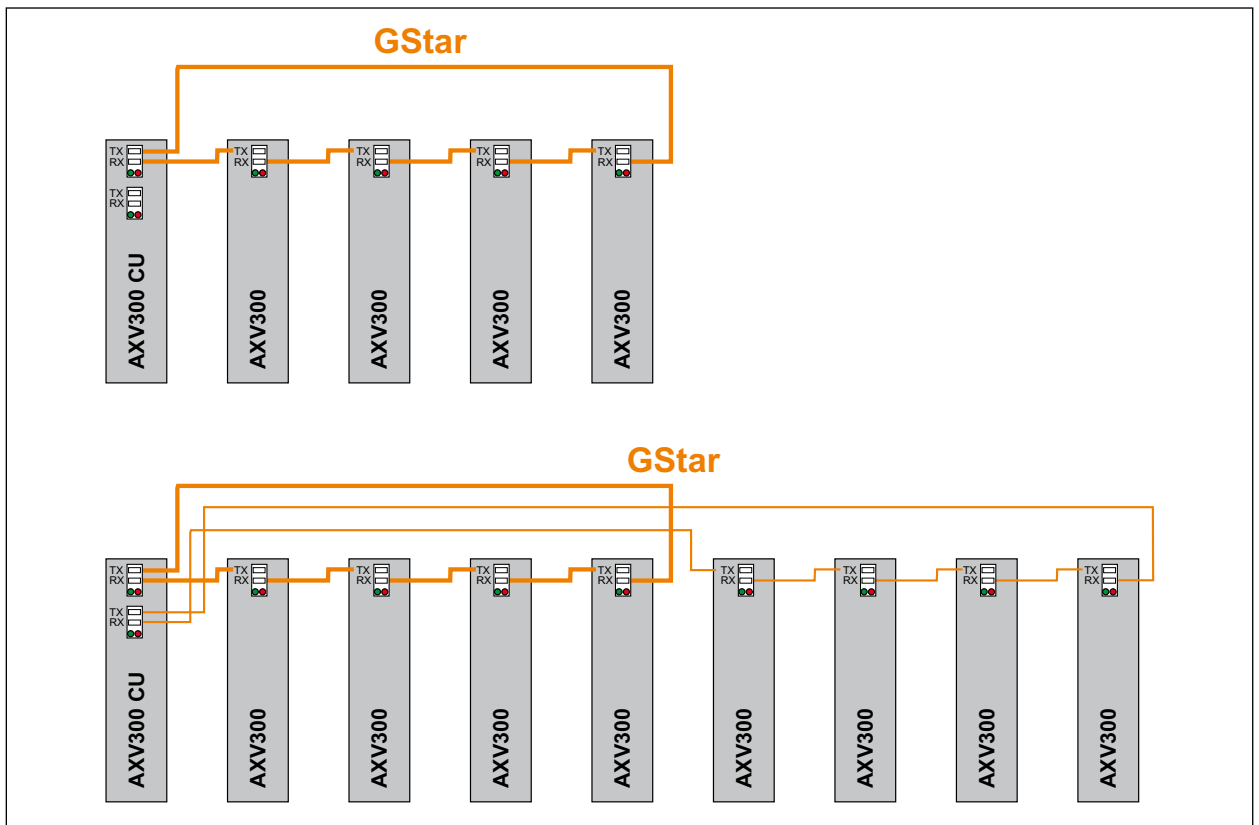 GStar
TX TX TX TX TX
RX RX RX RX RX
TX
RX
AXV300 CU AXV300 AXV300 AXV300 AXV300
GStar
TX TX TX TX TX TX TX TX TX
RX RX RX RX RX RX RX RX RX
TX
RX
AXV300 CU AXV300 AXV300 AXV300 AXV300 AXV300 AXV300 AXV300 AXV300